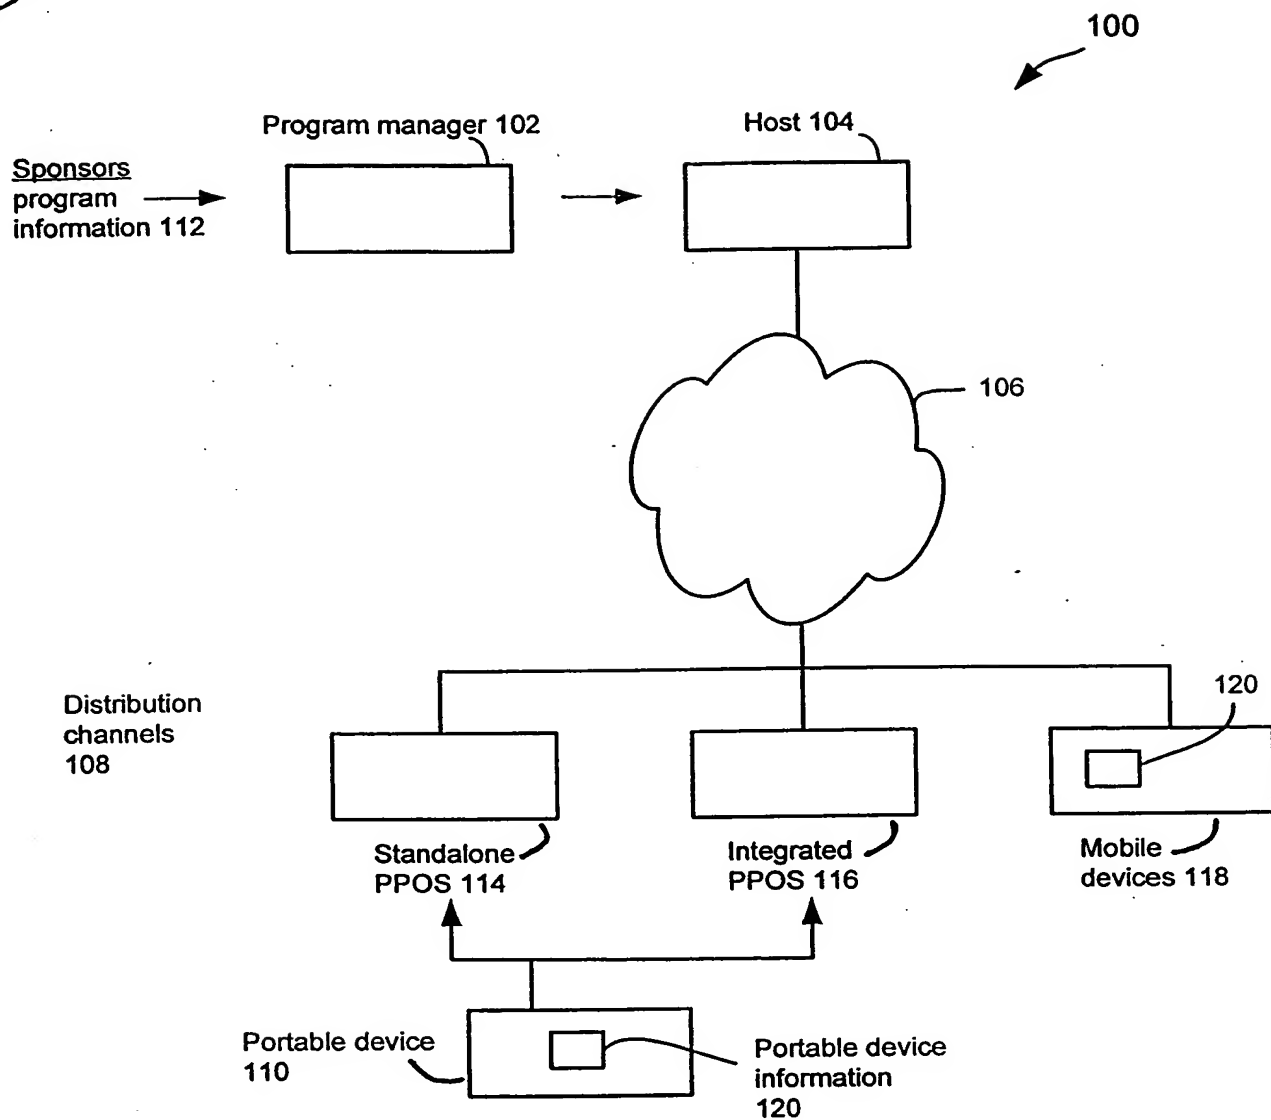 100
Program manager 102
Host 104
Sponsors
program
information 112
106
Distribution
channels
108
120
Standalone
PPOS 114
Integrated
PPOS 116
Mobile
devices 118
Portable device
110
Portable device
information
120